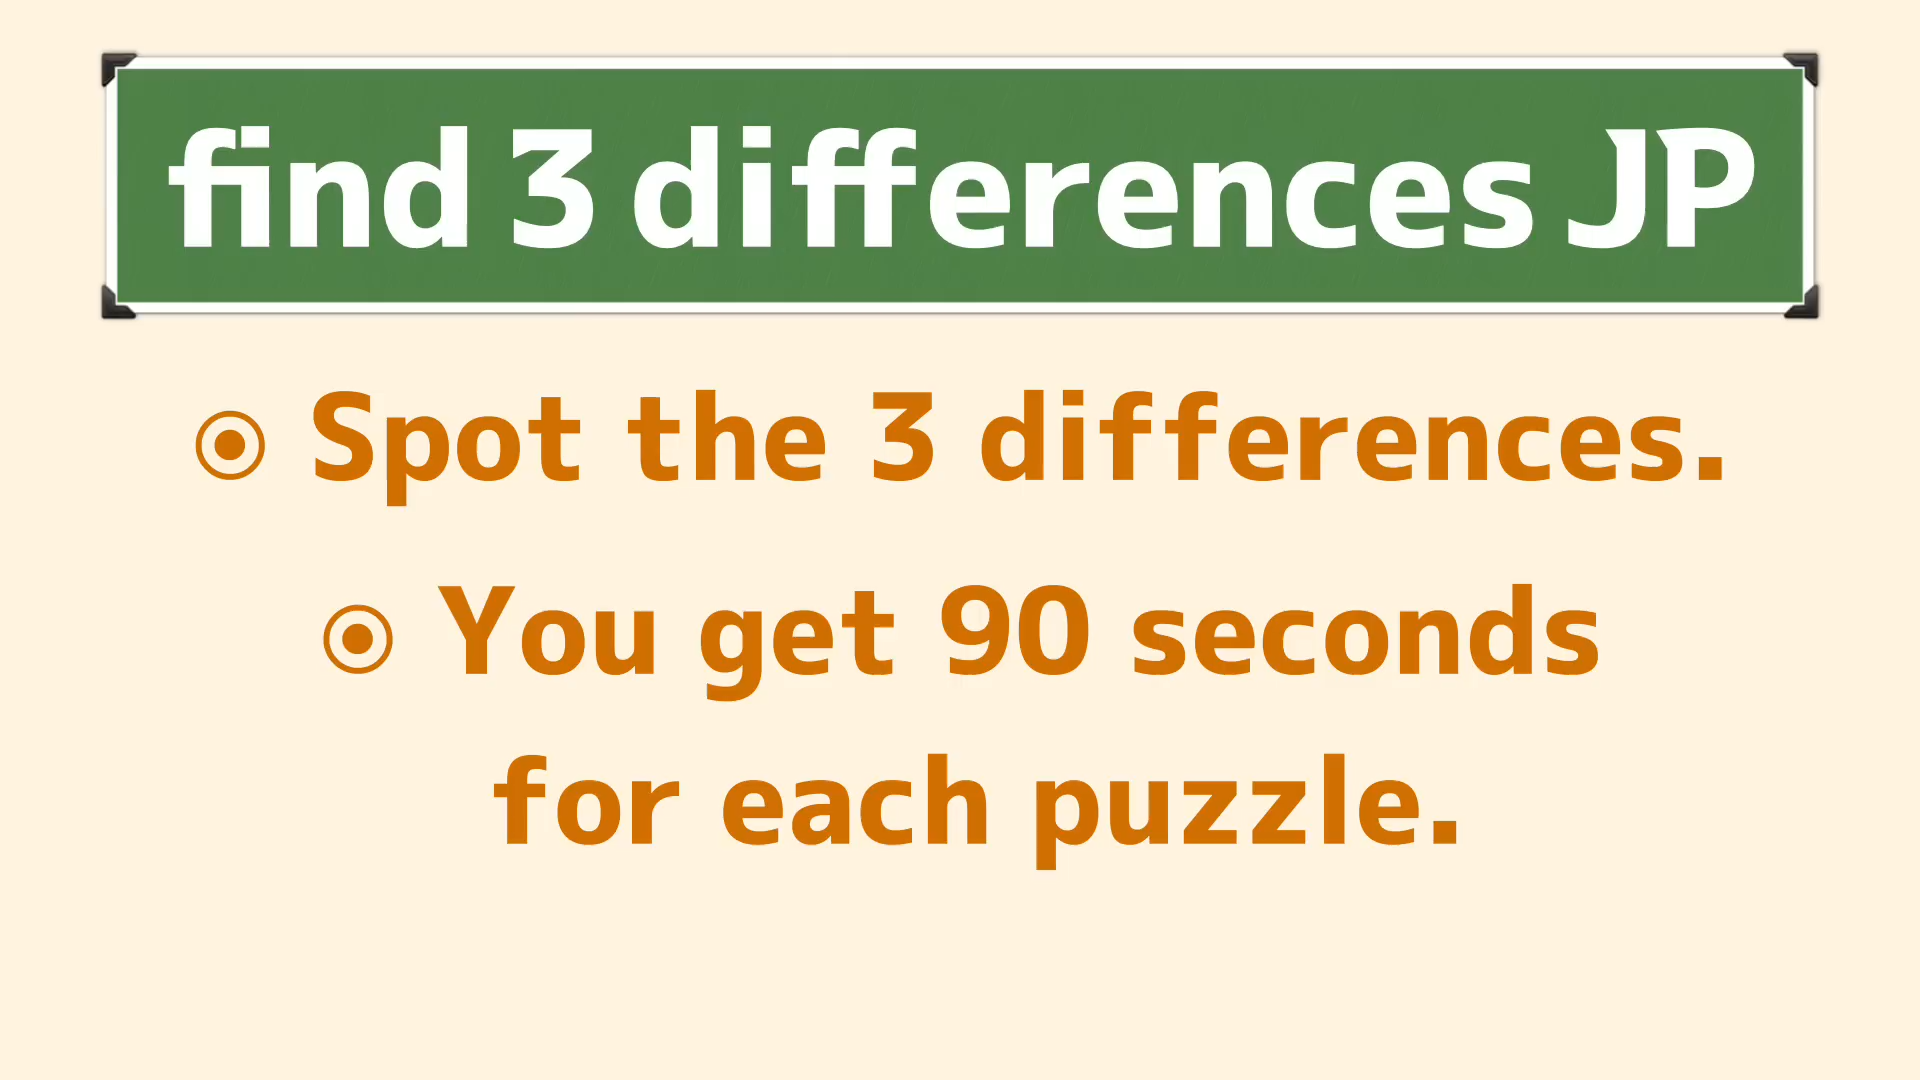 find 3 differences JP
◉ Spot the 3 differences.
◉ You get 90 seconds
for each puzzle.